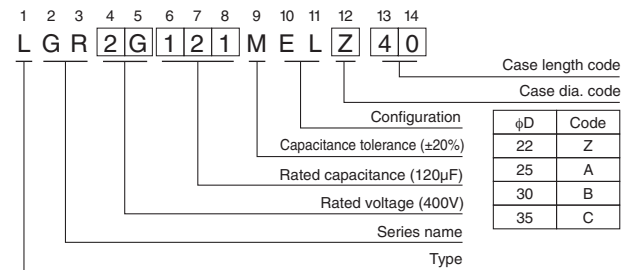 1 2 3 4 5 6 7 8 9 10 11 12 13 14
L G R 2 G 1 2 1 M E L Z 4 0
Case length code
Case dia. code
Configuration
Capacitance tolerance (±20%)
Rated capacitance (120µF)
Rated voltage (400V)
Series name
Type
ϕD Code
22 Z
25 A
30 B
35 C